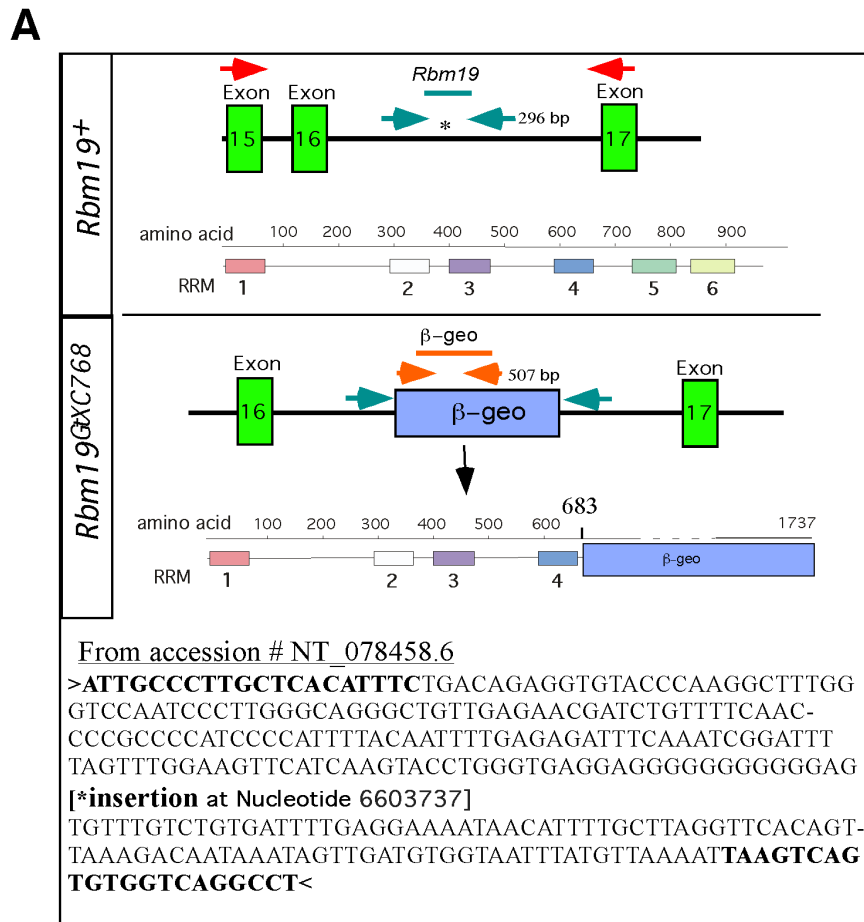 A
Rbm19+
Rbm19
Exon
Exon
Exon
15
16
*
296 bp
17
amino acid
100 200 300 400 500 600 700 800 900
RRM
1 2 3 4 5 6
Rbm19GtXC768
β-geo
Exon
Exon
507 bp
16
β-geo
17
683
amino acid
100 200 300 400 500 600
1737
β-geo
RRM
1 2 3 4
From accession # NT_078458.6
>ATTGCCCTTGCTCACATTTCTGACAGAGGTGTACCCAAGGCTTTGG
GTCCAATCCCTTGGGCAGGGCTGTTGAGAACGATCTGTTTTCAAC-
CCCGCCCCATCCCCATTTTACAATTTTGAGAGATTTCAAATCGGATTT
TAGTTTGGAAGTTCATCAAGTACCTGGGTGAGGAGGGGGGGGGGGGAG
[*insertion at Nucleotide 6603737]
TGTTTGTCTGTGATTTTGAGGAAAATAACATTTTGCTTAGGTTCACAGT-
TAAAGACAATAAATAGTTGATGTGGTAATTTATGTTAAAATTAAGTCAG
TGTGGTCAGGCCT<